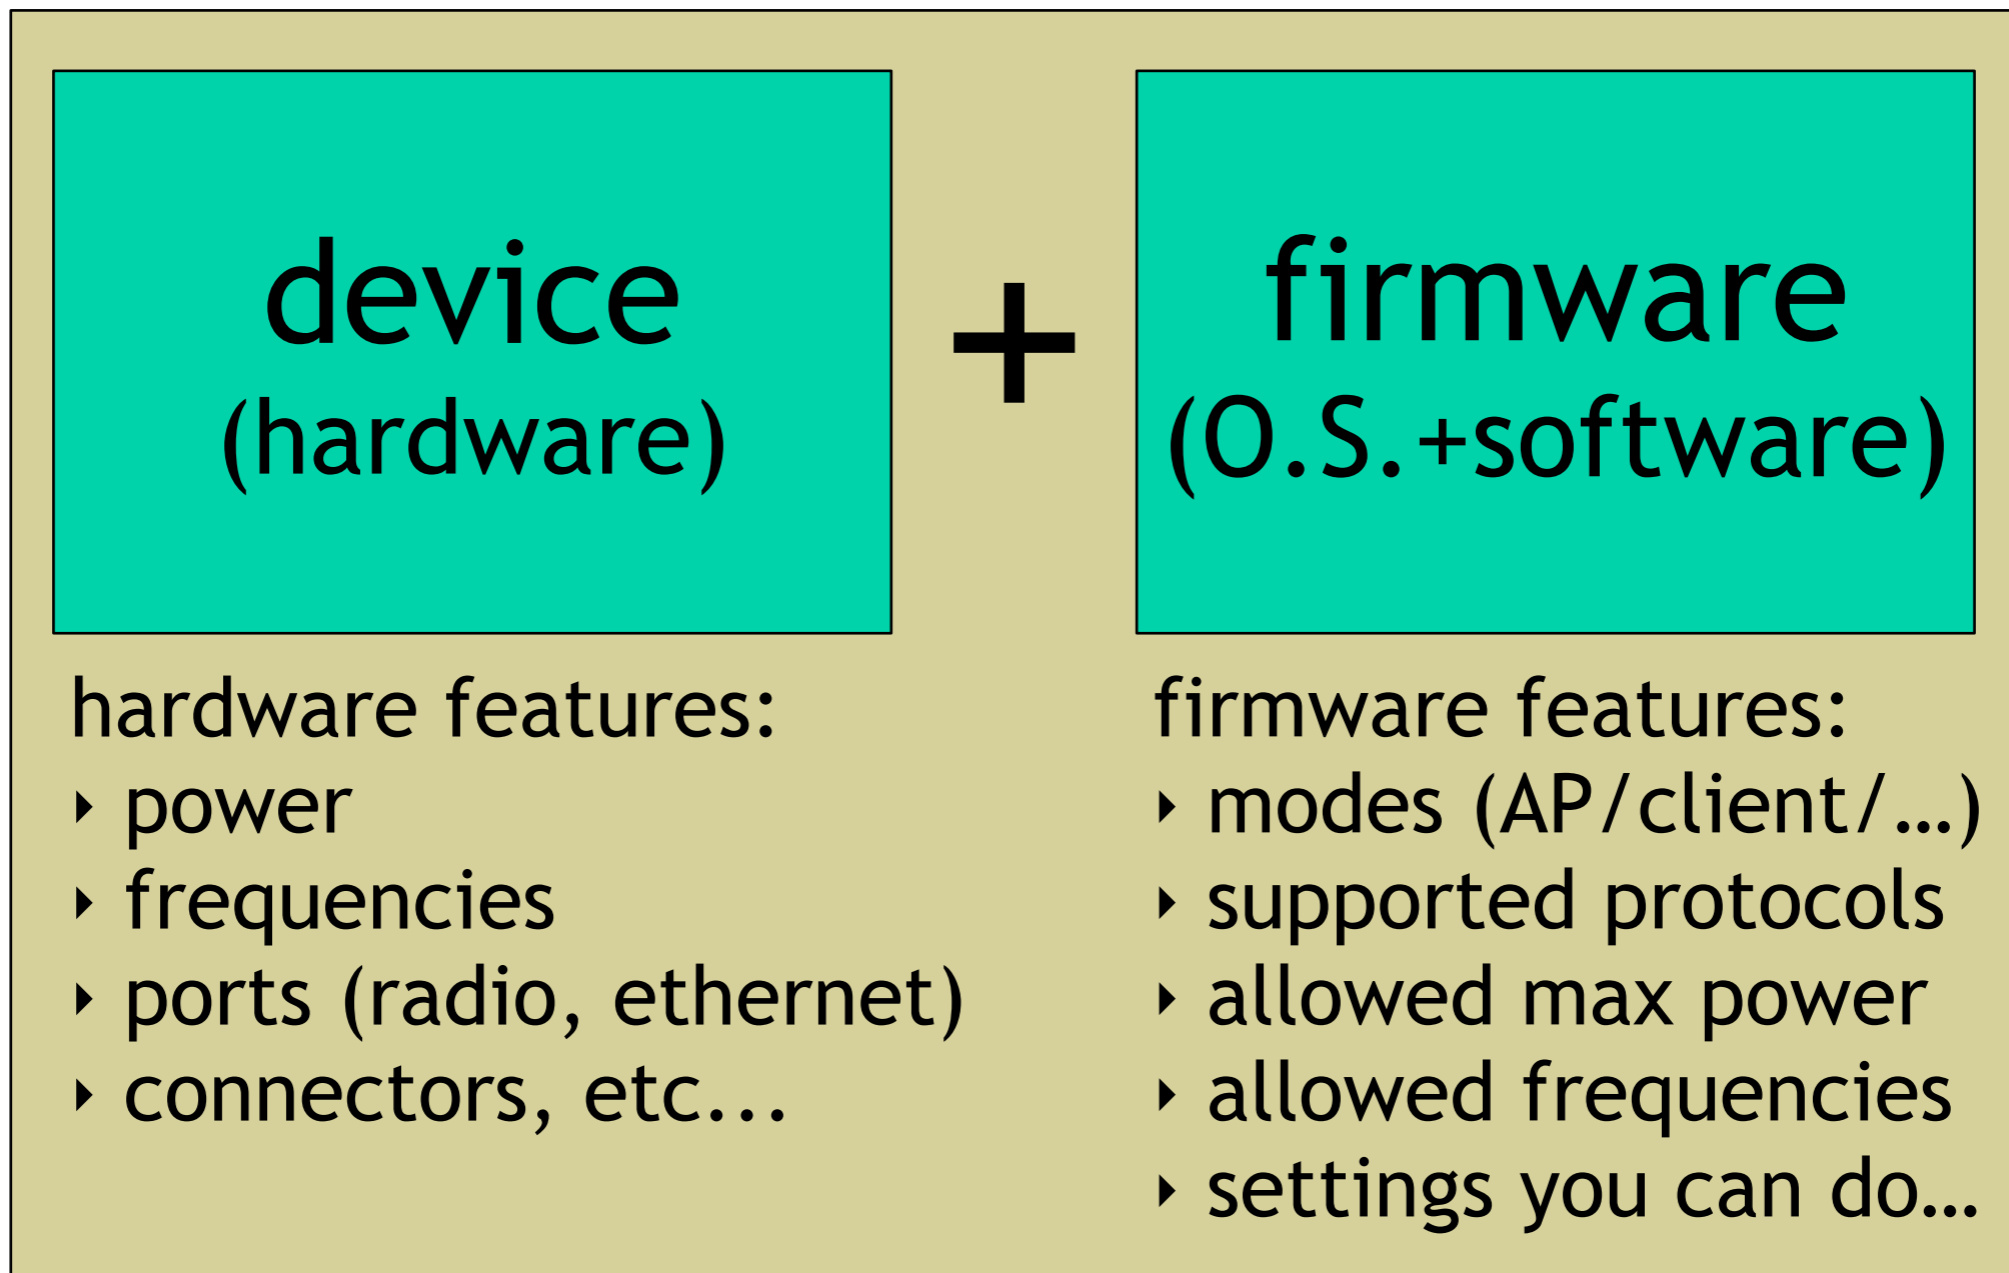 device
(hardware)
+
firmware
(O.S.+software)
hardware features:
‣ power
‣ frequencies
‣ ports (radio, ethernet)
‣ connectors, etc...
firmware features:
‣ modes (AP/client/…)
‣ supported protocols
‣ allowed max power
‣ allowed frequencies
‣ settings you can do…